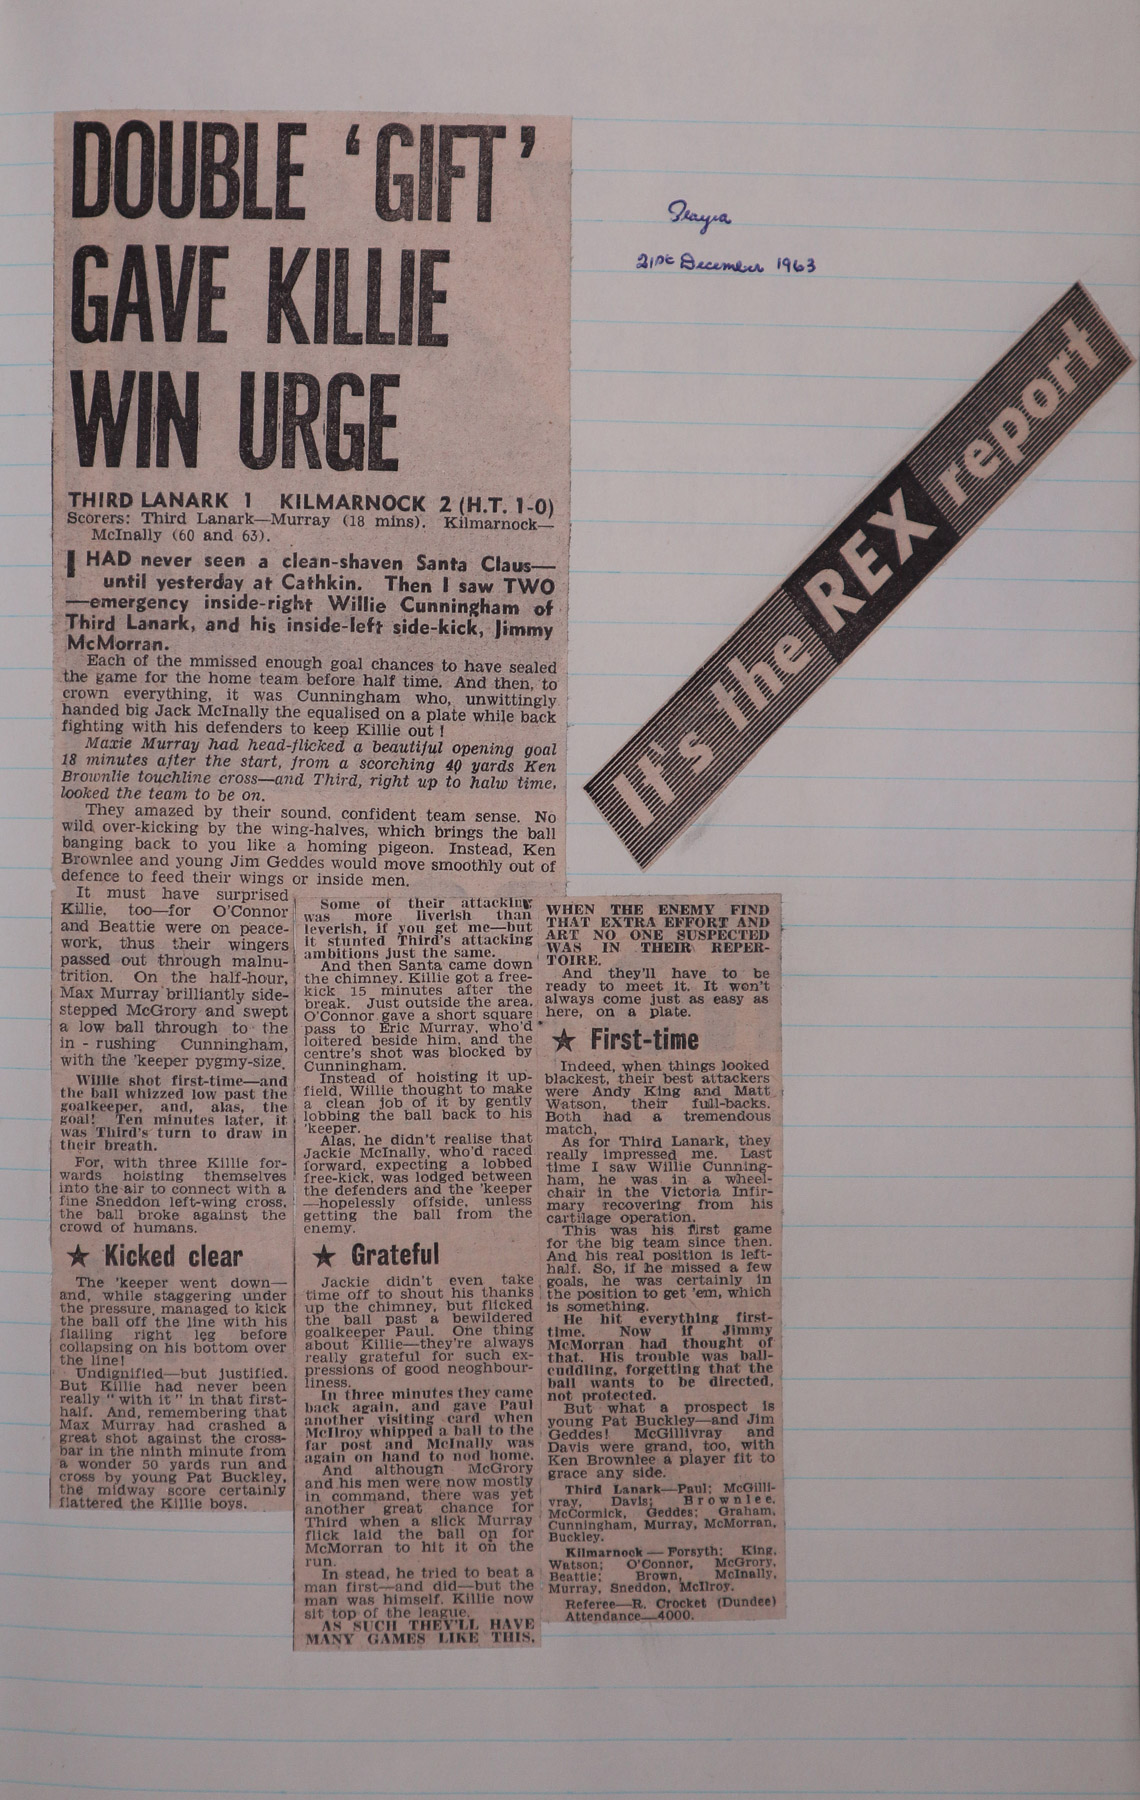 DOUBLE ‘GIFT’
GAVE KILLIE
WIN URGE
THIRD LANARK 1 KILMARNOCK 2 (H.T. 1-0)
Scorers: Third Lanark—Murray (18 mins). Kilmarnock—
McInally (60 and 63).
I HAD never seen a clean-shaven Santa Claus—
until yesterday at Cathkin. Then I saw TWO
—emergency inside-right Willie Cunningham of
Third Lanark, and his inside-left side-kick, Jimmy
McMorran.
Each of the mmissed enough goal chances to have sealed
the game for the home team before half time. And then, to
crown everything, it was Cunningham who, unwittingly
handed big Jack McInally the equalised on a plate while back
fighting with his defenders to keep Killie out!
Maxie Murray had head-flicked a beautiful opening goal
18 minutes after the start, from a scorching 40 yards Ken
Brownlie touchline cross—and Third, right up to halw time,
looked the team to be on.
They amazed by their sound, confident team sense. No
wild over-kicking by the wing-halves, which brings the ball
banging back to you like a homing pigeon. Instead, Ken
Brownlee and young Jim Geddes would move smoothly out of
defence to feed their wings or inside men.
It must have surprised
Killie, too—for O'Connor
and Beattie were on peace-
work, thus their wingers
passed out through malnu-
trition. On the half-hour,
Max Murray brilliantly side-
stepped McGrory and swept
a low ball through to the
in - rushing Cunningham,
with the 'keeper pygmy-size.
Willie shot first-time—and
the ball whizzed low past the
goalkeeper, and, alas, the
goal! Ten minutes later, it
was Third's turn to draw in
their breath.
For, with three Killie for-
wards hoisting themselves
into the air to connect with a
fine Sneddon left-wing cross,
the ball broke against the
crowd of humans.
★ Kicked clear
The 'keeper went down—
and, while staggering under
the pressure, managed to kick
the ball off the line with his
flailing right leg before
collapsing on his bottom over
the line!
Undignified—but justified.
But Killie had never been
really "with it" in that first-
half. And, remembering that
Max Murray had crashed a
great shot against the cross-
bar in the ninth minute from
a wonder 50 yards run and
cross by young Pat Buckley,
the midway score certainly
flattered the Killie boys.
Some of their attacking
was more liverish than
feverish, if you get me—but
it stunted Third's attacking
ambitions just the same.
And then Santa came down
the chimney. Killie got a free-
kick 15 minutes after the
break. Just outside the area,
O'Connor gave a short square
pass to Eric Murray, who'd
loitered beside him, and the
centre's shot was blocked by
Cunningham.
Instead of hoisting it up-
field, Willie thought to make
a clean job of it by gently
lobbing the ball back to his
'keeper.
Alas, he didn't realise that
Jackie McInally, who'd raced
forward, expecting a lobbed
free-kick, was lodged between
the defenders and the 'keeper
—hopelessly offside, unless
getting the ball from the
enemy.
★ Grateful
Jackie didn't even take
time off to shout his thanks
up the chimney, but flicked
the ball past a bewildered
goalkeeper Paul. One thing
about Killie—they're always
really grateful for such ex-
pressions of good neoghbour-
liness.
In three minutes they came
back again, and gave Paul
another visiting card when
McIlroy whipped a ball to the
far post and McInally was
again on hand to nod home.
And although McGrory
and his men were now mostly
in command, there was yet
another great chance for
Third when a slick Murray
flick laid the ball on for
McMorran to hit it on the
run.
In stead, he tried to beat a
man first—and did—but the
man was himself. Killie now
sit top of the league.
AS SUCH THEY'LL HAVE
MANY GAMES LIKE THIS,
WHEN THE ENEMY FIND
THAT EXTRA EFFORT AND
ART NO ONE SUSPECTED
WAS IN THEIR REPER-
TOIRE.
And they'll have to be
ready to meet it. It won't
always come just as easy as
here, on a plate.
★ First-time
Indeed, when things looked
blackest, their best attackers
were Andy King and Matt
Watson, their full-backs.
Both had a tremendous
match.
As for Third Lanark, they
really impressed me. Last
time I saw Willie Cunning-
ham, he was in a wheel-
chair in the Victoria Infir-
mary recovering from his
cartilage operation.
This was his first game
for the big team since then.
And his real position is left-
half. So, if he missed a few
goals, he was certainly in
the position to get 'em, which
is something.
He hit everything first-
time. Now if Jimmy
McMorran had thought of
that. His trouble was ball-
cuddling, forgetting that the
ball wants to be directed,
not protected.
But what a prospect is
young Pat Buckley—and Jim
Geddes! McGillivray and
Davis were grand, too, with
Ken Brownlee a player fit to
grace any side.
Third Lanark—Paul; McGilli-
vray, Davis; Brownlee,
McCormick, Geddes; Graham,
Cunningham, Murray, McMorran,
Buckley.
Kilmarnock — Forsyth; King,
Watson; O'Connor, McGrory,
Beattie; Brown, McInally,
Murray, Sneddon, McIlroy.
Referee—R. Crocket (Dundee)
Attendance—4000.
21st December 1963
It's the REX report